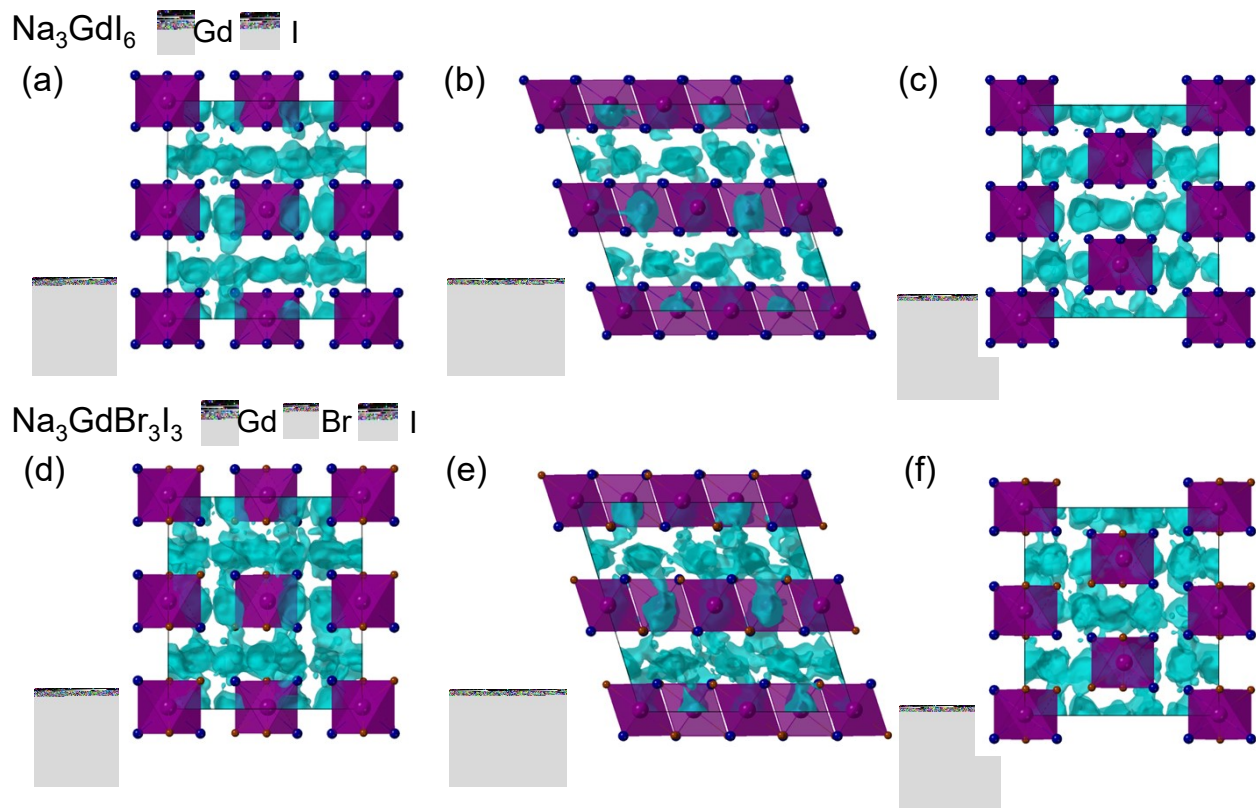 Na₃GdI₆ Gd I
(a) (b) (c)
Na₃GdBr₃I₃ Gd Br I
(d) (e) (f)